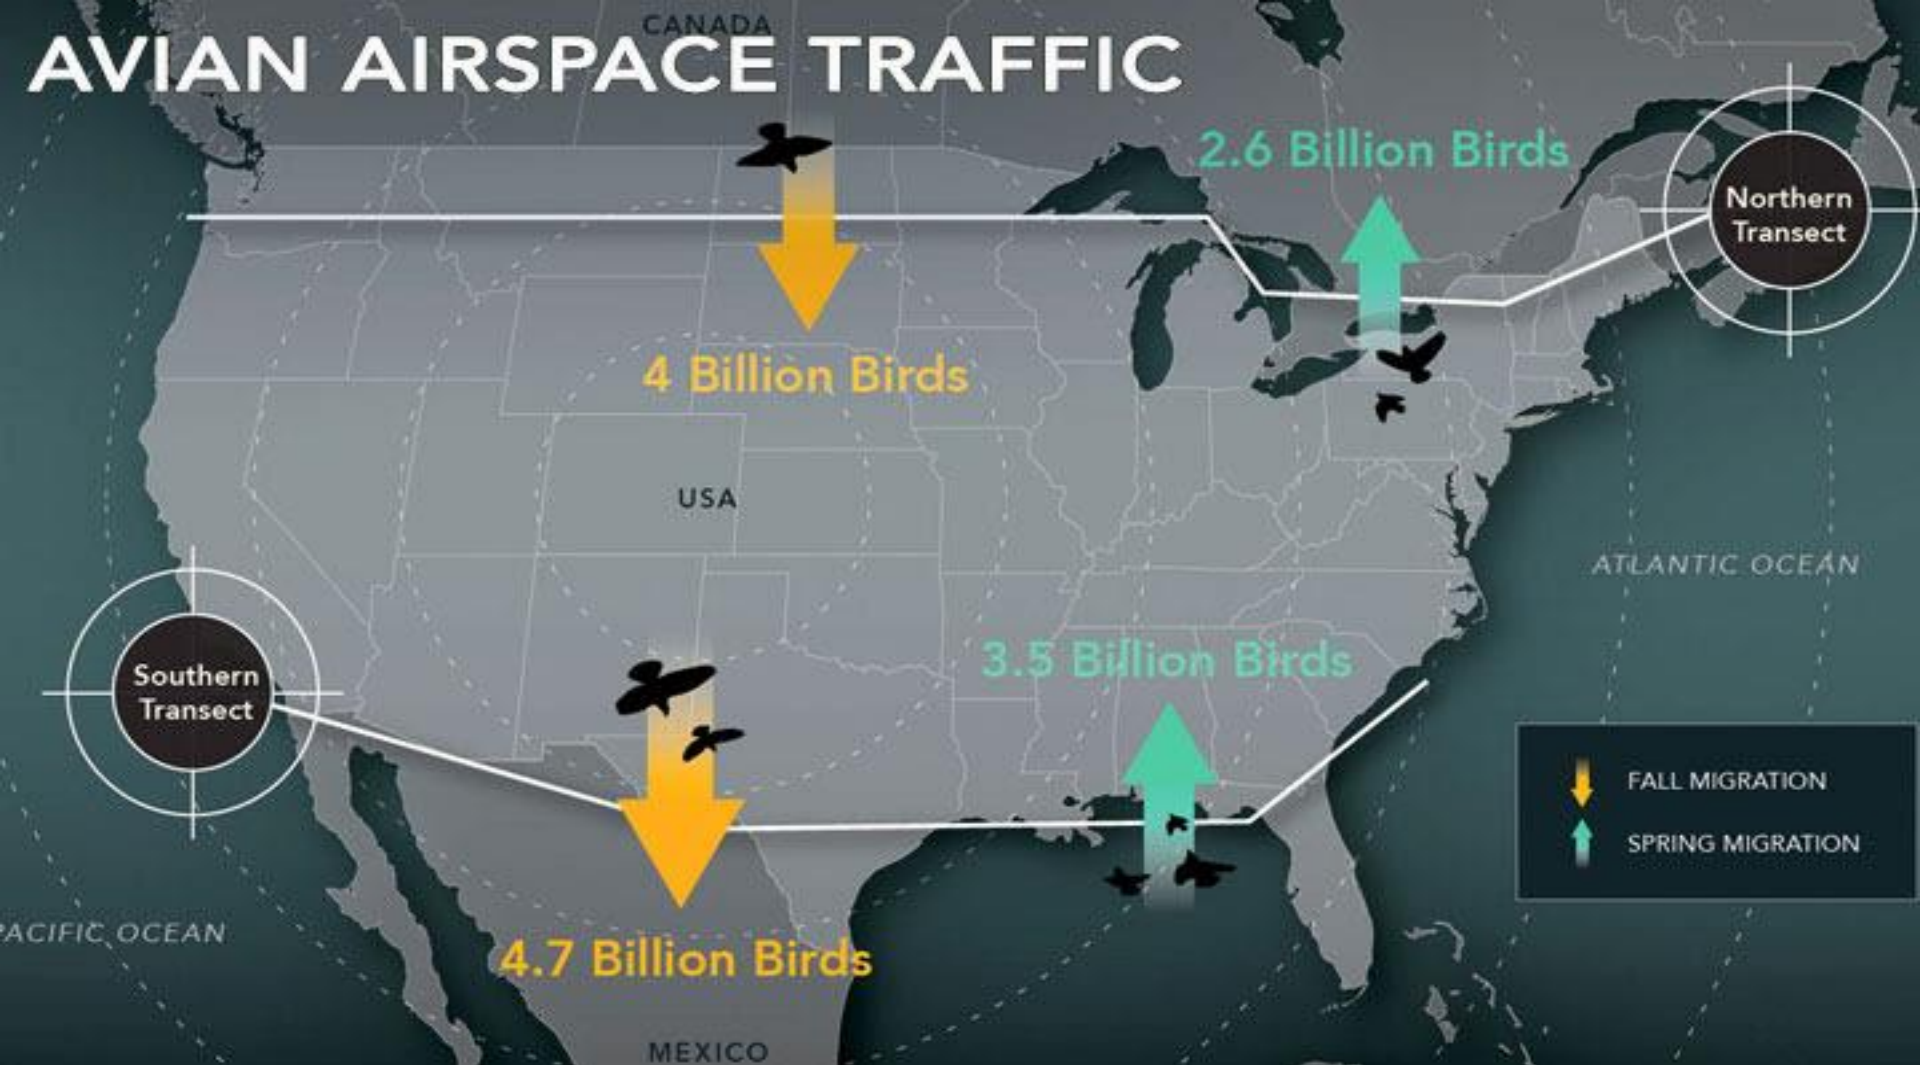 CANADA
AVIAN AIRSPACE TRAFFIC
2.6 Billion Birds
Northern
Transect
4 Billion Birds
USA
ATLANTIC OCEAN
Southern
Transect
3.5 Billion Birds
FALL MIGRATION
SPRING MIGRATION
PACIFIC OCEAN
4.7 Billion Birds
MEXICO